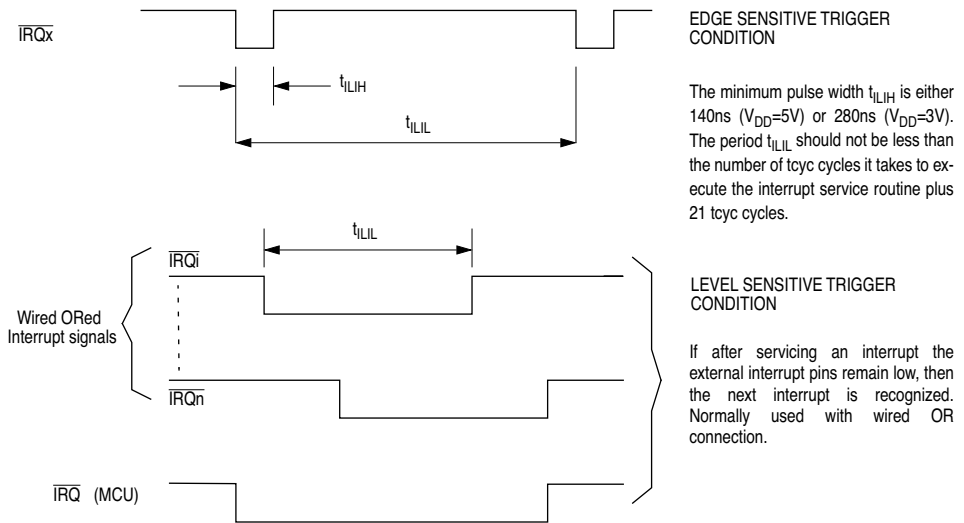 IRQx
tILIH
tILIL
EDGE SENSITIVE TRIGGER
CONDITION
The minimum pulse width tILIH is either
140ns (VDD=5V) or 280ns (VDD=3V).
The period tILIL should not be less than
the number of tcyc cycles it takes to ex-
ecute the interrupt service routine plus
21 tcyc cycles.
tILIL
IRQi
Wired ORed
Interrupt signals
IRQn
IRQ (MCU)
LEVEL SENSITIVE TRIGGER
CONDITION
If after servicing an interrupt the
external interrupt pins remain low, then
the next interrupt is recognized.
Normally used with wired OR
connection.